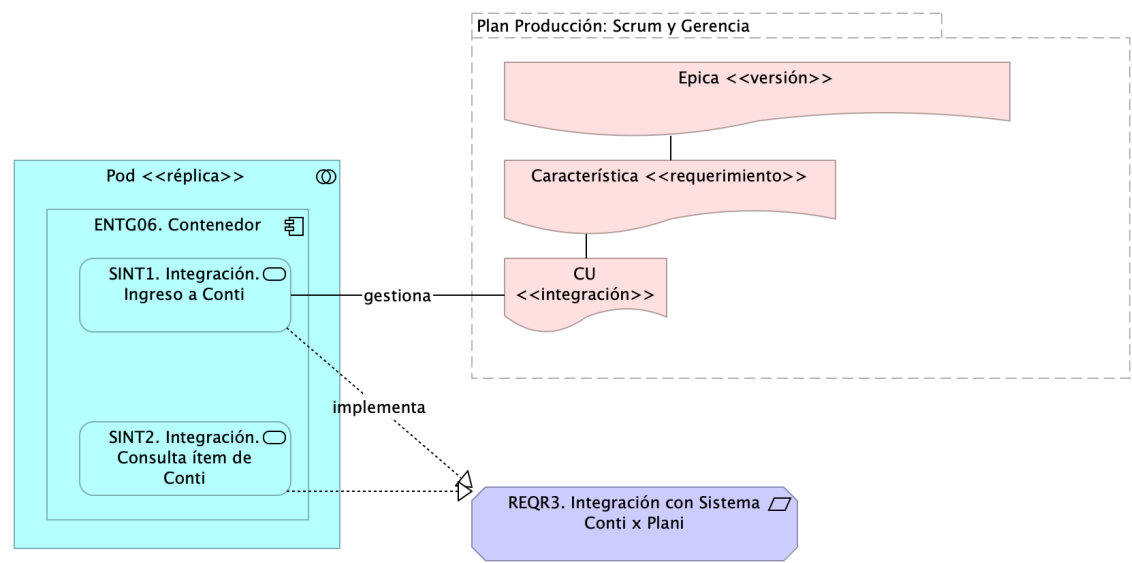 Plan Producción: Scrum y Gerencia
Epica <<versión>>
Pod <<réplica>>
Característica <<requerimiento>>
ENTG06. Contenedor
SINT1. Integración.
Ingreso a Conti
gestiona
CU
<<integración>>
implementa
SINT2. Integración.
Consulta ítem de
Conti
REQR3. Integración con Sistema
Conti x Plani